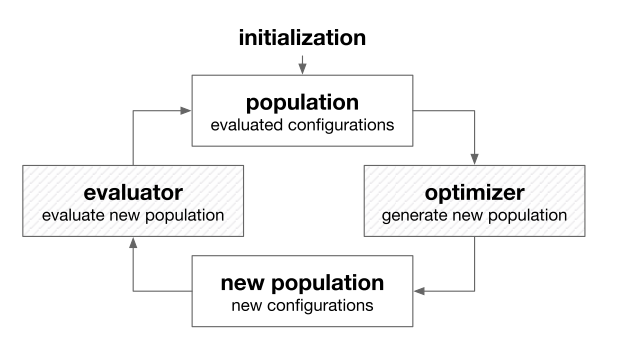 initialization
population
evaluated configurations
evaluator
evaluate new population
optimizer
generate new population
new population
new configurations